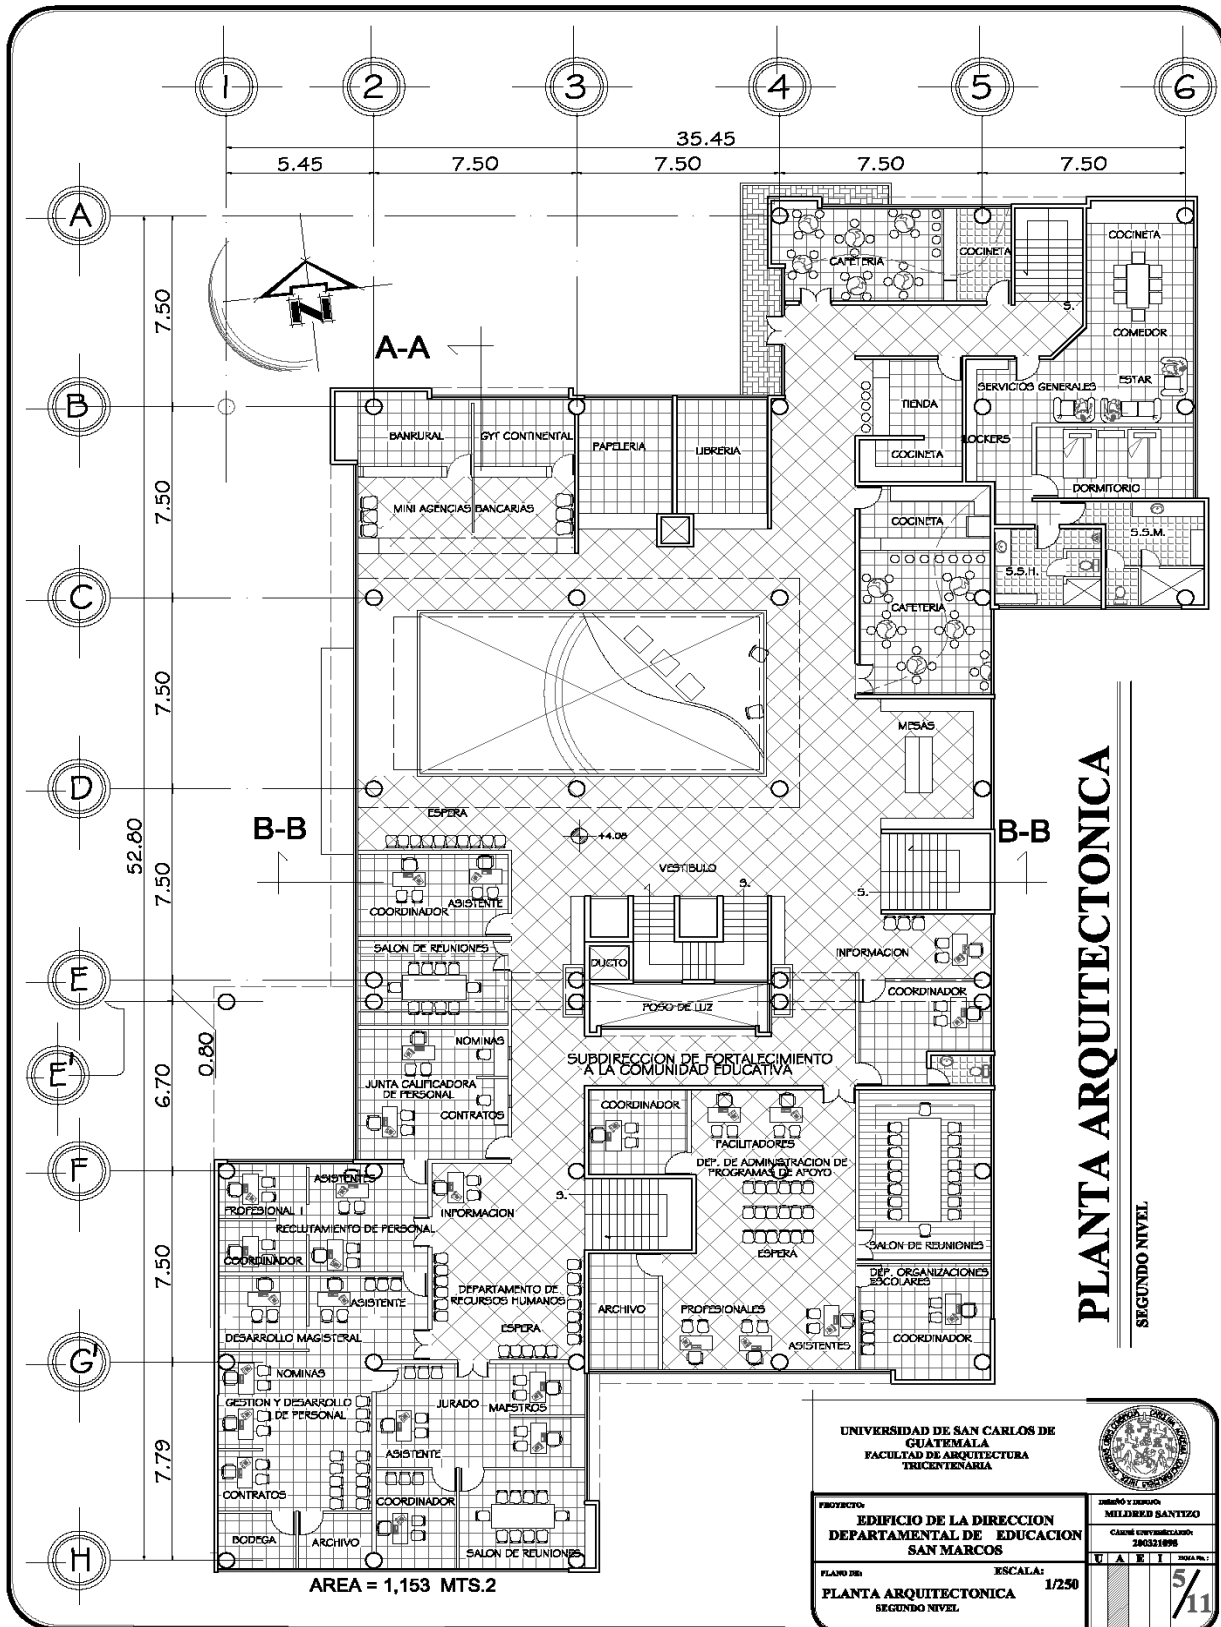 1
2
3
4
5
6
35.45
5.45
7.50
7.50
7.50
7.50
A
B
C
D
E
E'
F
G'
H
7.50
7.50
7.50
7.50
52.80
0.80
6.70
7.50
7.79
N
A-A
CAFETERIA
COCINETA
S.
COCINETA
COMEDOR
ESTAR
SERVICIOS GENERALES
LOCKERS
DORMITORIO
TIENDA
COCINETA
BANRURAL
GYT CONTINENTAL
PAPELERIA
LIBRERIA
MINI AGENCIAS BANCARIAS
COCINETA
CAFETERIA
S.S.H.
S.S.M.
MESAS
ESPERA
B-B
B-B
+4.08
VESTIBULO
S.
S.
COORDINADOR
ASISTENTE
SALON DE REUNIONES
DUCTO
POSO DE LUZ
INFORMACION
COORDINADOR
NOMINAS
JUNTA CALIFICADORA
DE PERSONAL
CONTRATOS
SUBDIRECCION DE FORTALECIMIENTO
A LA COMUNIDAD EDUCATIVA
COORDINADOR
FACILITADORES
DEP. DE ADMINISTRACION DE
PROGRAMAS DE APOYO
ESPERA
S.
SALON DE REUNIONES
DEP. ORGANIZACIONES
ESCOLARES
COORDINADOR
ARCHIVO
PROFESIONALES
ASISTENTES
ASISTENTES
PROFESIONAL I
RECLUTAMIENTO DE PERSONAL
COORDINADOR
INFORMACION
DEPARTAMENTO DE
RECURSOS HUMANOS
ESPERA
ASISTENTE
DESARROLLO MAGISTERAL
NOMINAS
GESTION Y DESARROLLO
DE PERSONAL
CONTRATOS
BODEGA
ARCHIVO
JURADO
MAESTROS
ASISTENTE
COORDINADOR
SALON DE REUNIONES
AREA = 1,153 MTS.2
PLANTA ARQUITECTONICA
SEGUNDO NIVEL
UNIVERSIDAD DE SAN CARLOS DE
GUATEMALA
FACULTAD DE ARQUITECTURA
TRICENTENARIA
PROYECTO:
EDIFICIO DE LA DIRECCION
DEPARTAMENTAL DE EDUCACION
SAN MARCOS
DISEÑO Y DIBUJO:
MILDRED SANTIZO
CARNÉ UNIVERSITARIO:
200321098
PLANO DE:
ESCALA:
1/250
PLANTA ARQUITECTONICA
SEGUNDO NIVEL
U A E I
HOJA No. :
5/11